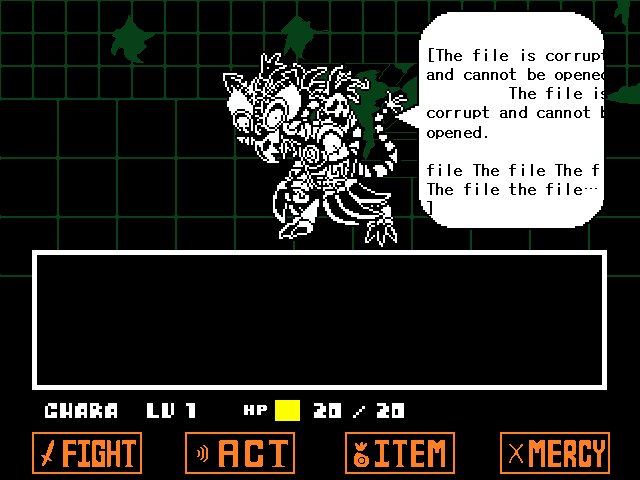 [The file is corrupt
and cannot be opened
The file is
corrupt and cannot b
opened.
file The file The f
The file the file…
]
CHARA LV 1 HP 20 / 20
FIGHT ACT ITEM MERCY